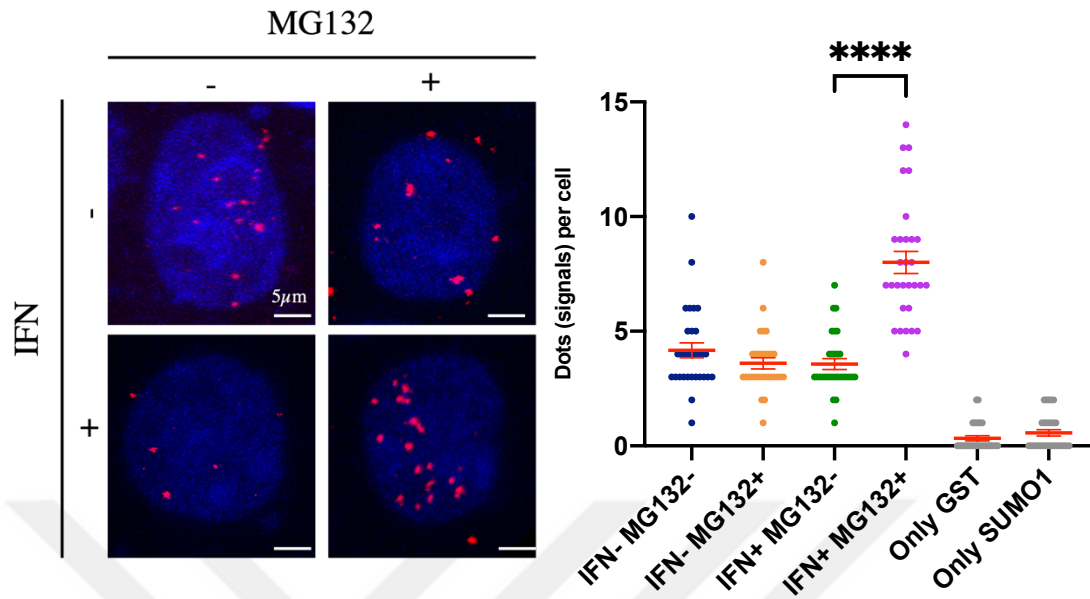 MG132
- +
IFN
-
+
5μm
****
Dots (signals) per cell
15
10
5
0
IFN- MG132-
IFN- MG132+
IFN+ MG132-
IFN+ MG132+
Only GST
Only SUMO1